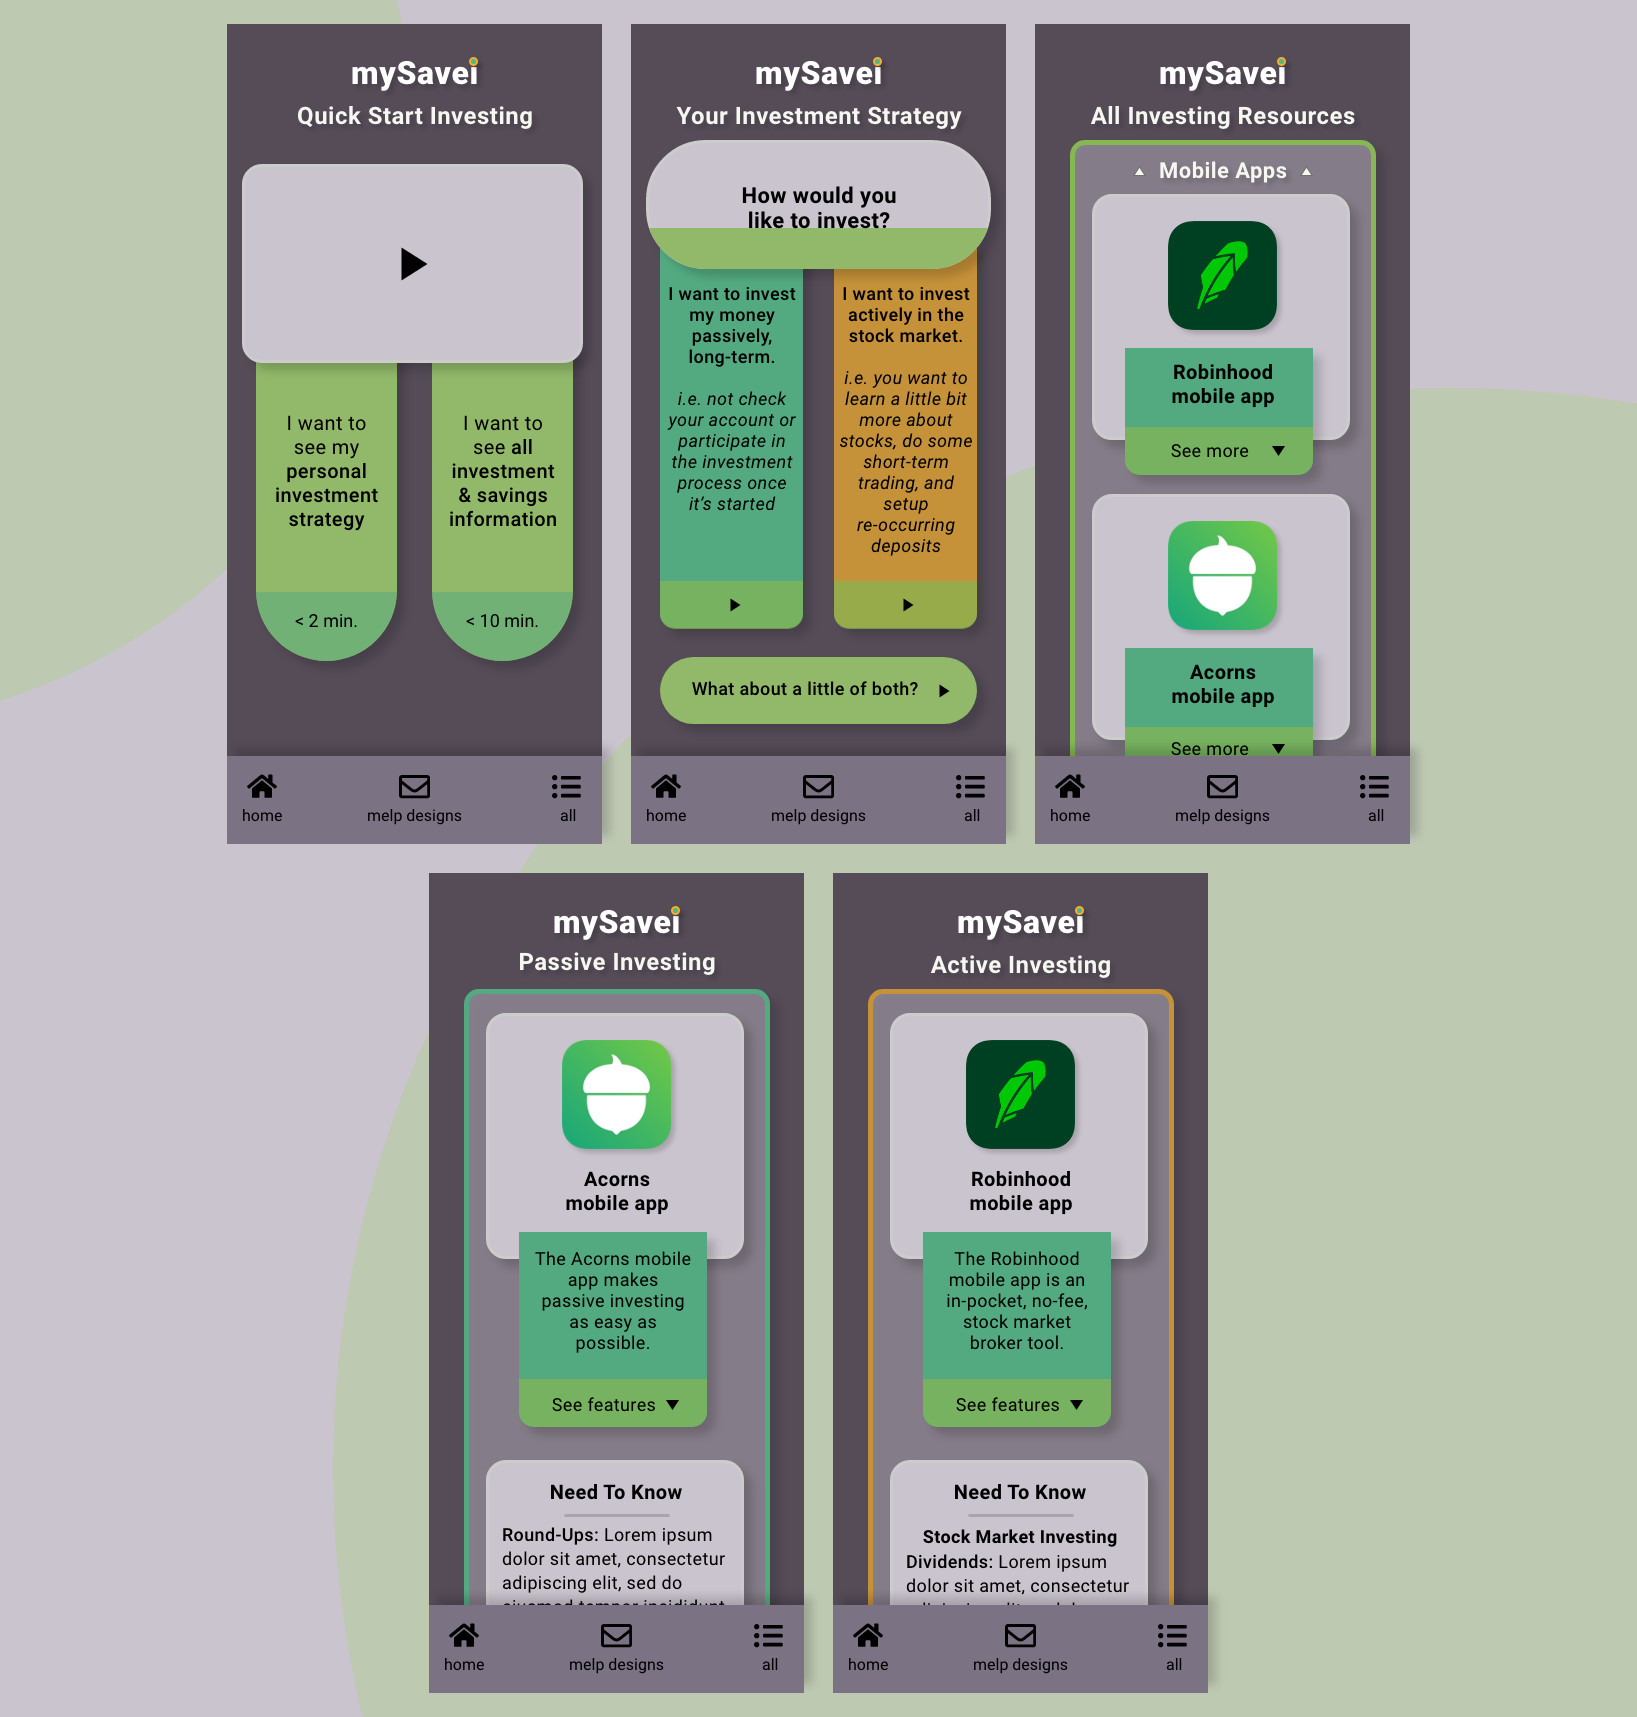 mySavei
Quick Start Investing
I want to
see my
personal
investment
strategy
< 2 min.
I want to
see all
investment
& savings
information
< 10 min.
home
melp designs
all
mySavei
Your Investment Strategy
How would you
like to invest?
I want to invest
my money
passively,
long-term.
i.e. not check
your account or
participate in
the investment
process once
it's started
I want to invest
actively in the
stock market.
i.e. you want to
learn a little bit
more about
stocks, do some
short-term
trading, and
setup
re-occurring
deposits
What about a little of both?
home
melp designs
all
mySavei
All Investing Resources
Mobile Apps
Robinhood
mobile app
See more
Acorns
mobile app
See more
home
melp designs
all
mySavei
Passive Investing
Acorns
mobile app
The Acorns mobile
app makes
passive investing
as easy as
possible.
See features
Need To Know
Round-Ups: Lorem ipsum
dolor sit amet, consectetur
adipiscing elit, sed do
home
melp designs
all
mySavei
Active Investing
Robinhood
mobile app
The Robinhood
mobile app is an
in-pocket, no-fee,
stock market
broker tool.
See features
Need To Know
Stock Market Investing
Dividends: Lorem ipsum
dolor sit amet, consectetur
home
melp designs
all